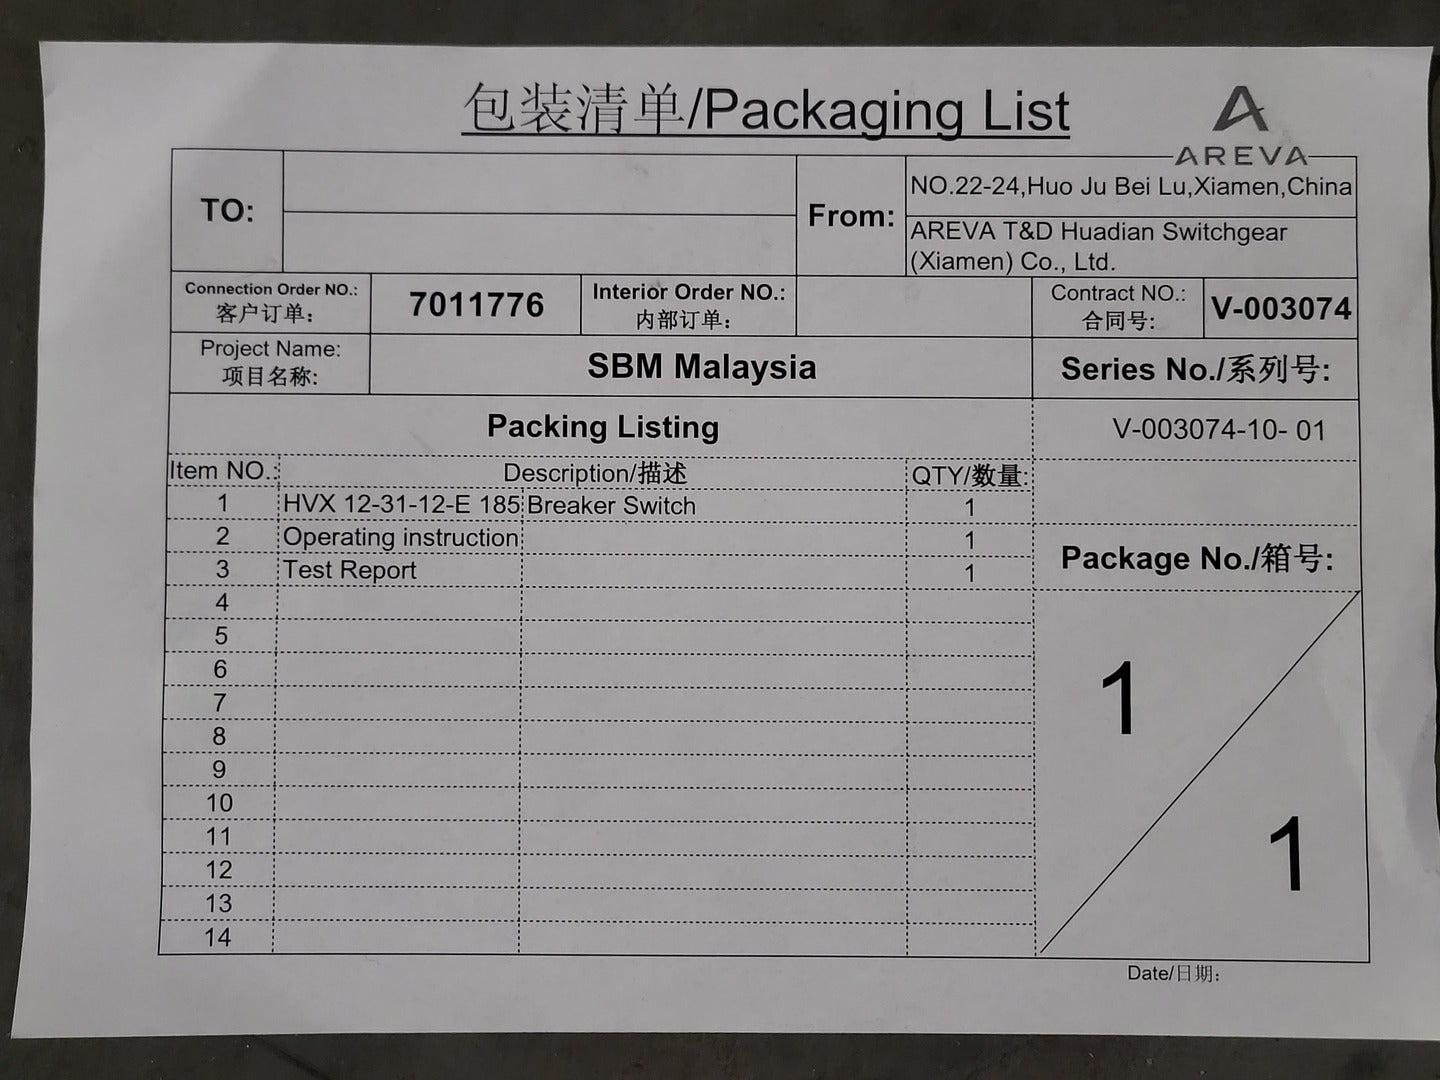 包装清单/Packaging List
AREVA
TO:
From:
NO.22-24,Huo Ju Bei Lu,Xiamen,China
AREVA T&D Huadian Switchgear
(Xiamen) Co., Ltd.
Connection Order NO.:
客户订单:
7011776
Interior Order NO.:
内部订单:
Contract NO.:
合同号:
V-003074
Project Name:
项目名称:
SBM Malaysia
Series No./系列号:
Packing Listing
V-003074-10- 01
Item NO.: Description/描述 QTY/数量:
1 HVX 12-31-12-E 185 Breaker Switch 1
2 Operating instruction 1
3 Test Report 1
Package No./箱号:
4
5
6
7
8
9
10
11
12
13
14
1
1
Date/日期: